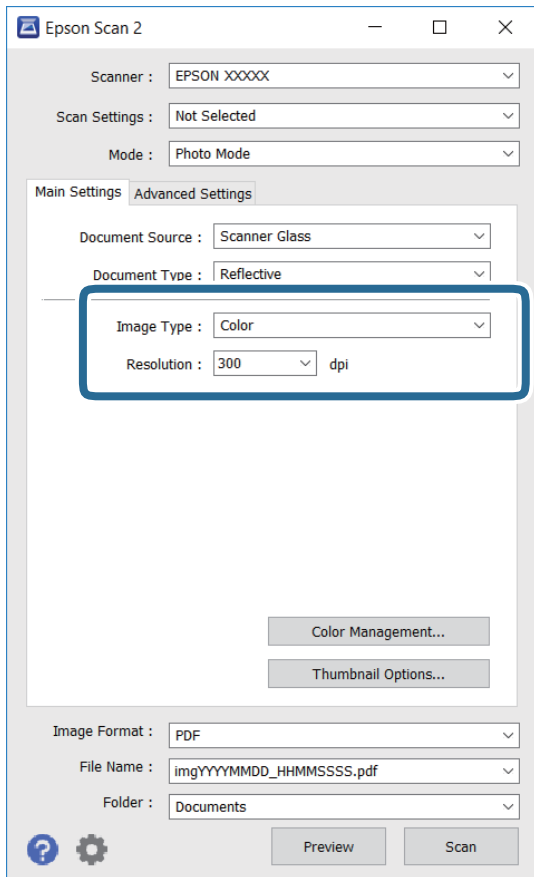 Epson Scan 2
Scanner : EPSON XXXXX
Scan Settings : Not Selected
Mode : Photo Mode
Main Settings Advanced Settings
Document Source : Scanner Glass
Document Type : Reflective
Image Type : Color
Resolution : 300 dpi
Color Management...
Thumbnail Options...
Image Format : PDF
File Name : imgYYYYMMDD_HHMMSSSS.pdf
Folder : Documents
? Preview Scan